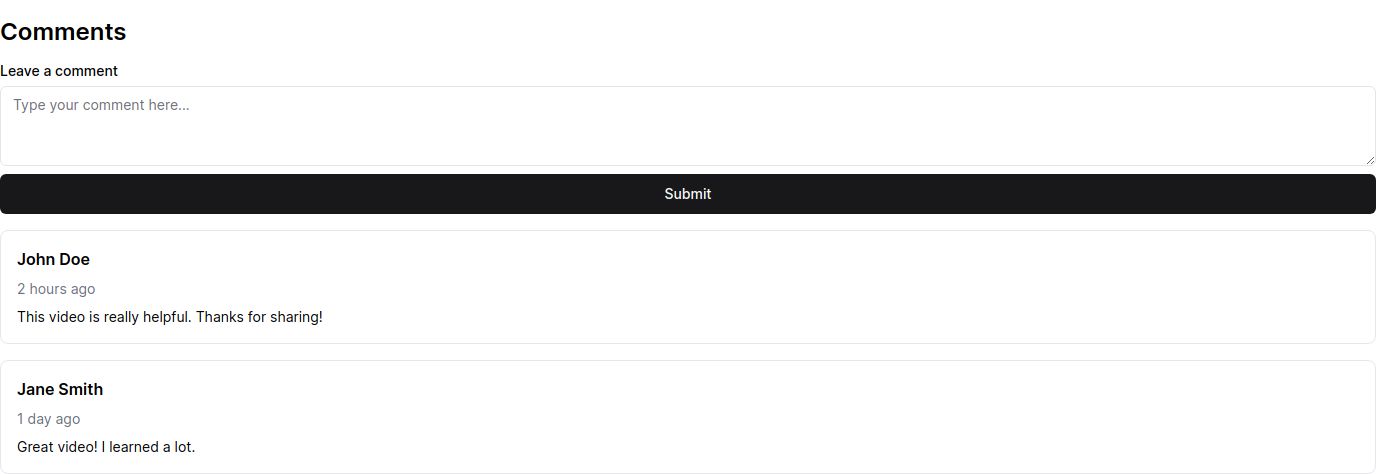 Comments
Leave a comment
Type your comment here...
Submit
John Doe
2 hours ago
This video is really helpful. Thanks for sharing!
Jane Smith
1 day ago
Great video! I learned a lot.